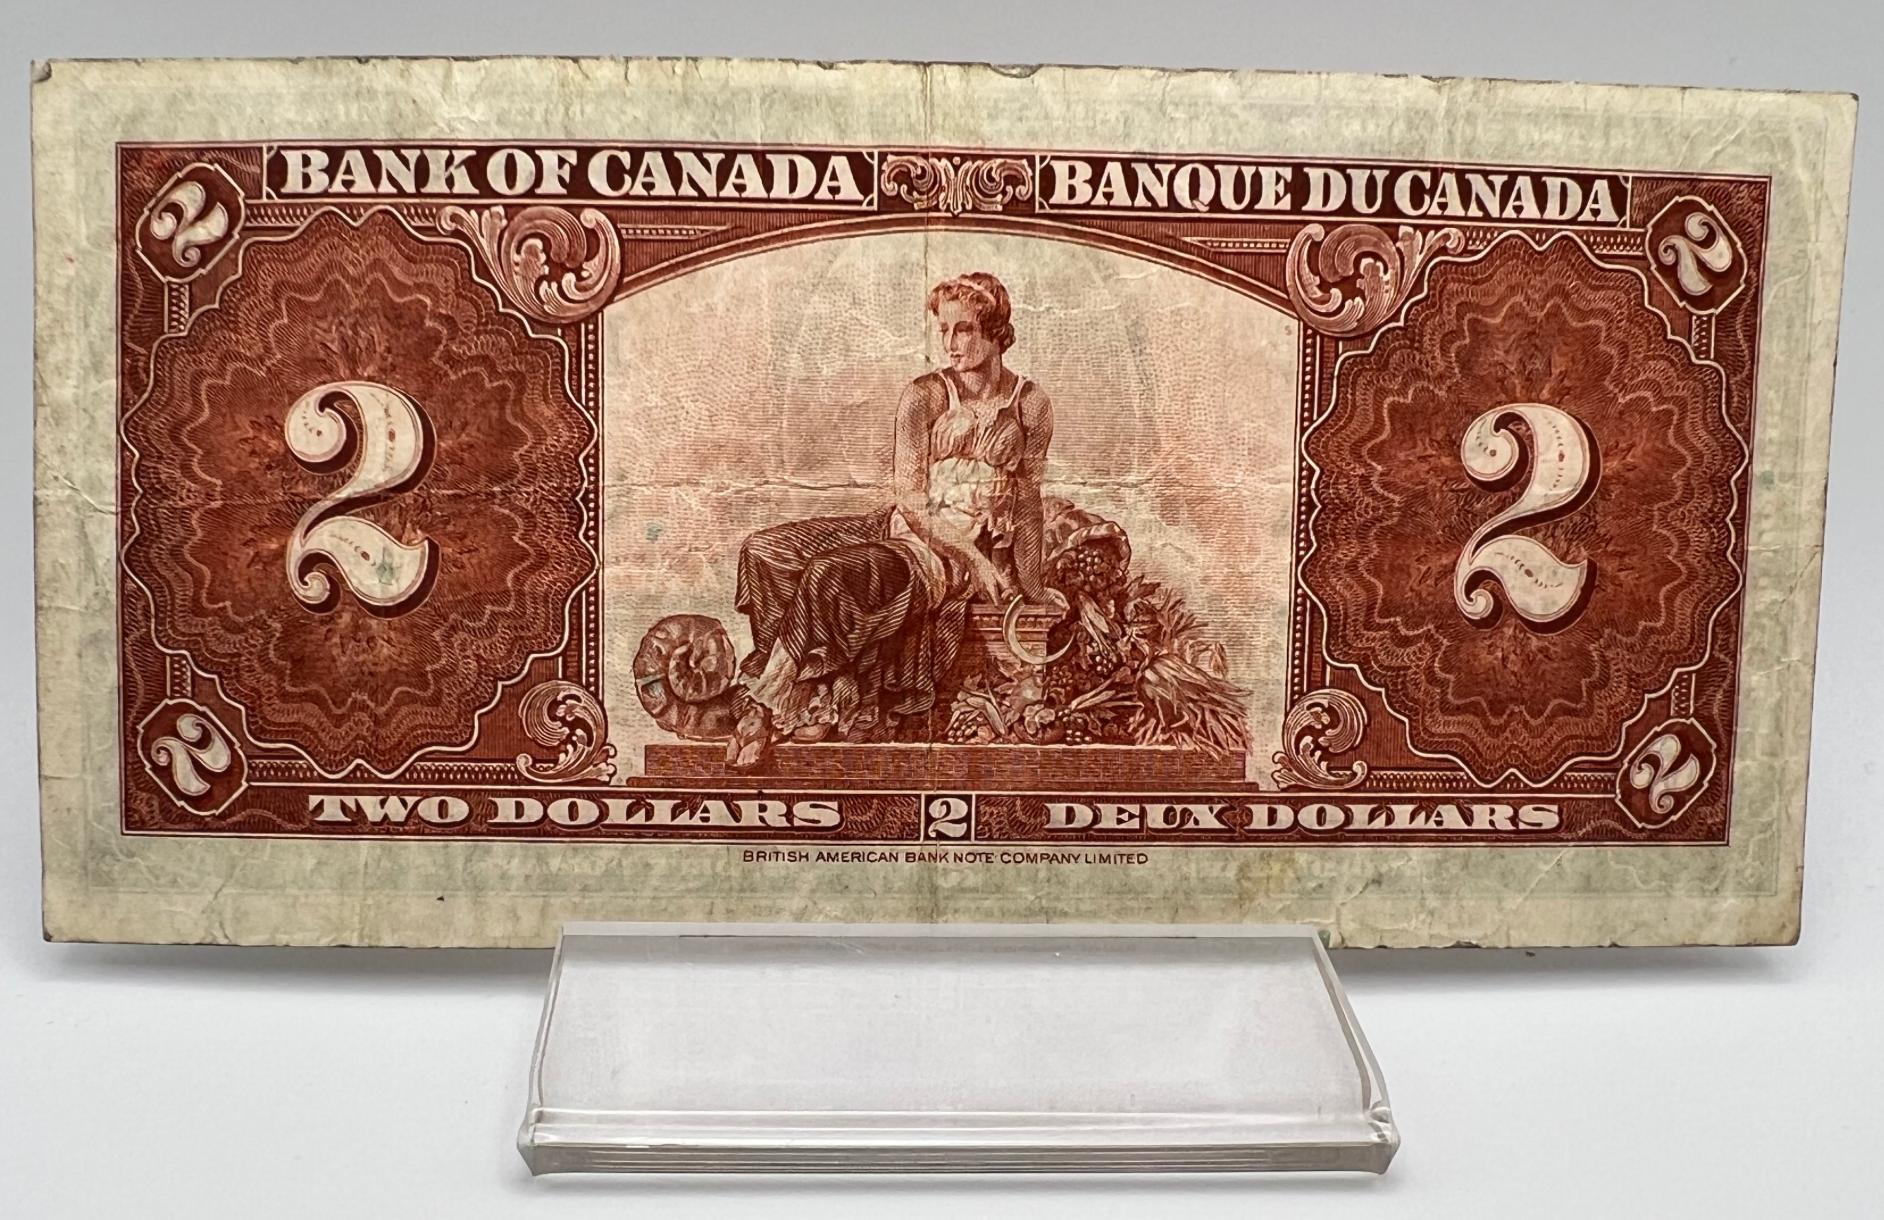 2 BANK OF CANADA BANQUE DU CANADA 2
2 2
2 TWO DOLLARS 2 DEUX DOLLARS 2
BRITISH AMERICAN BANK NOTE COMPANY LIMITED